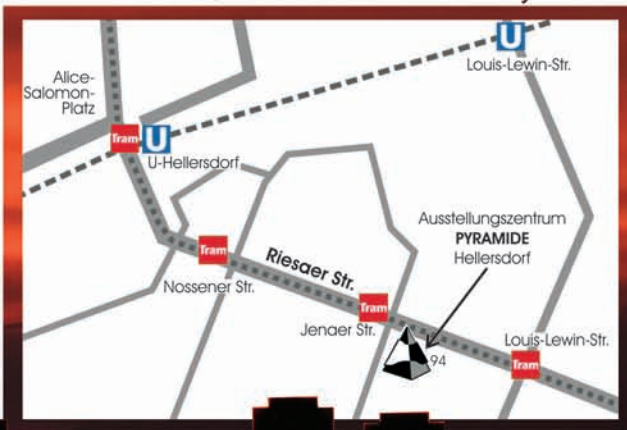 U
Louis-Lewin-Str.
Alice-
Salomon-
Platz
Tram
U
U-Hellersdorf
Ausstellungszentrum
PYRAMIDE
Hellersdorf
Tram
Riesaer Str.
Nossener Str.
Tram
Jenaer Str.
Louis-Lewin-Str.
94
Tram